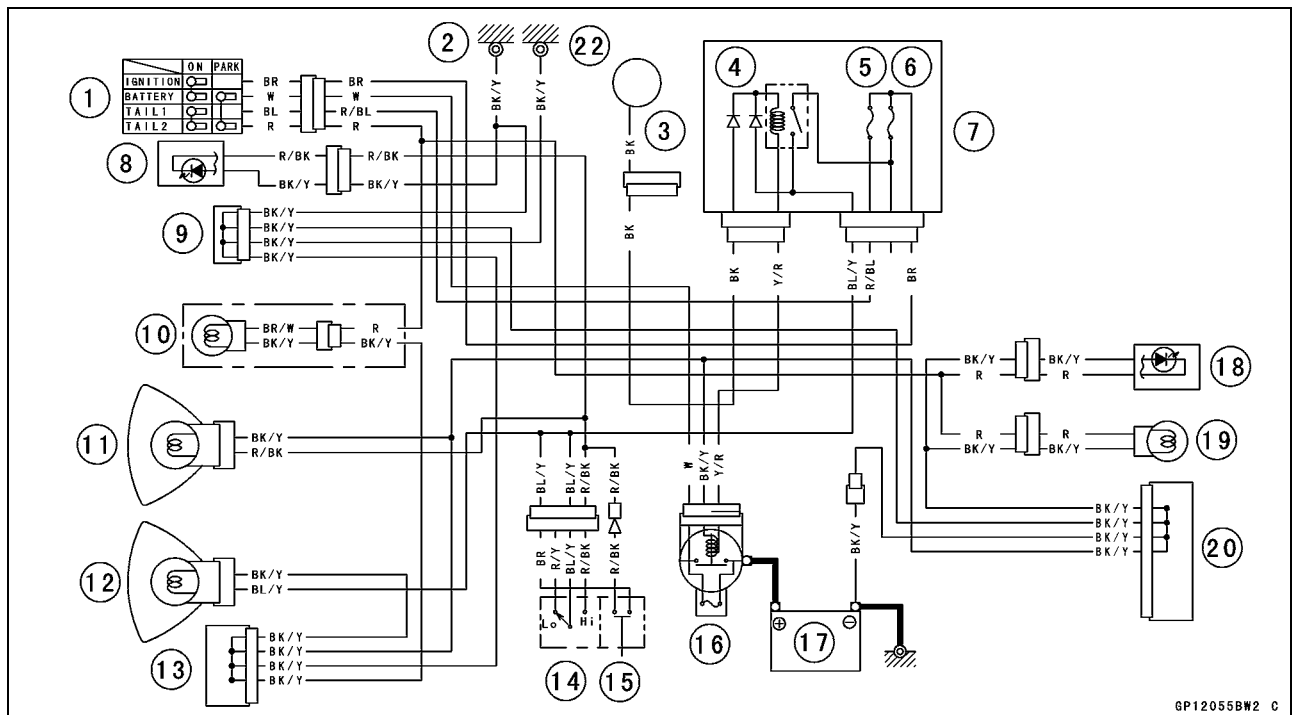 2
22
ON PARK
IGNITION
BATTERY
TAIL1
TAIL2
1
BR BR
W W
BL R/BL
R R
BK/Y
BK/Y
3
BK
BK
4
5
6
7
8
R/BK R/BK
BK/Y BK/Y
9
BK/Y
BK/Y
BK/Y
BK/Y
BK
Y/R
BL/Y
R/BL
BR
10
BR/W R
BK/Y BK/Y
11
BK/Y
R/BK
BK/Y BK/Y
R R
18
R R
BK/Y BK/Y
19
BL/Y
BL/Y
R/BK
R/BK
W
BK/Y
Y/R
BK/Y
BR
R/Y
BL/Y
R/BK
R/BK
BK/Y
BK/Y
BK/Y
BK/Y
20
12
BK/Y
BL/Y
Lo Hi
13
BK/Y
BK/Y
BK/Y
BK/Y
14
15
16
17
GP12055BW2 C